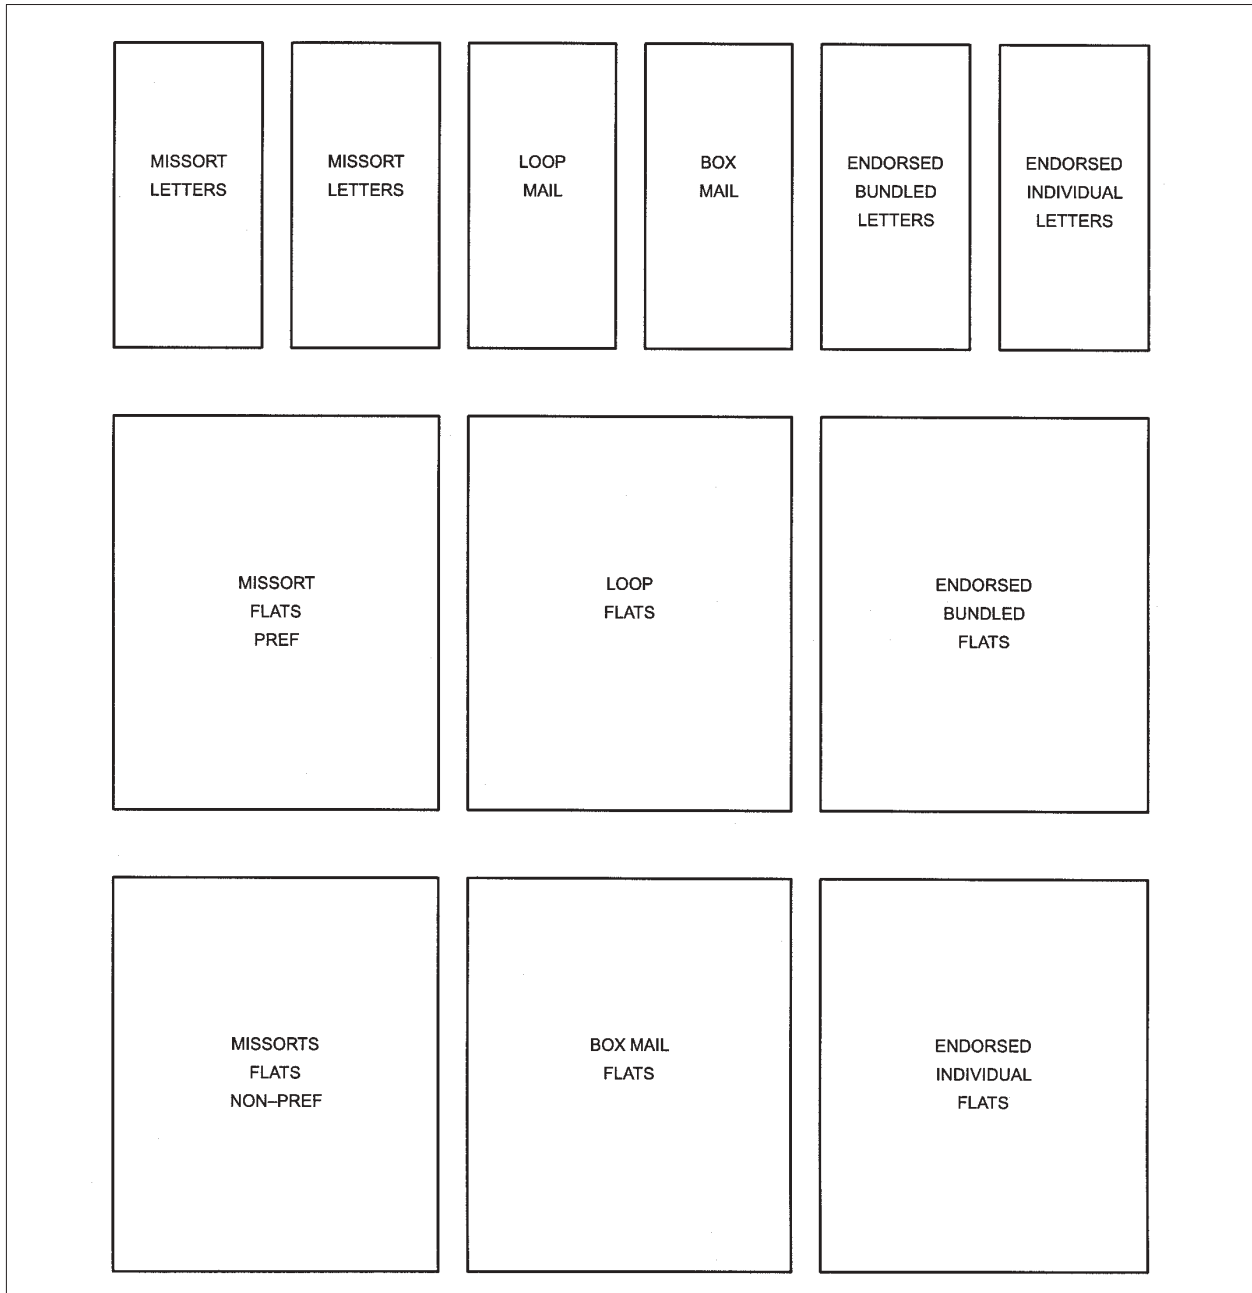 MISSORT
LETTERS
MISSORT
LETTERS
LOOP
MAIL
BOX
MAIL
ENDORSED
BUNDLED
LETTERS
ENDORSED
INDIVIDUAL
LETTERS
MISSORT
FLATS
PREF
LOOP
FLATS
ENDORSED
BUNDLED
FLATS
MISSORTS
FLATS
NON–PREF
BOX MAIL
FLATS
ENDORSED
INDIVIDUAL
FLATS